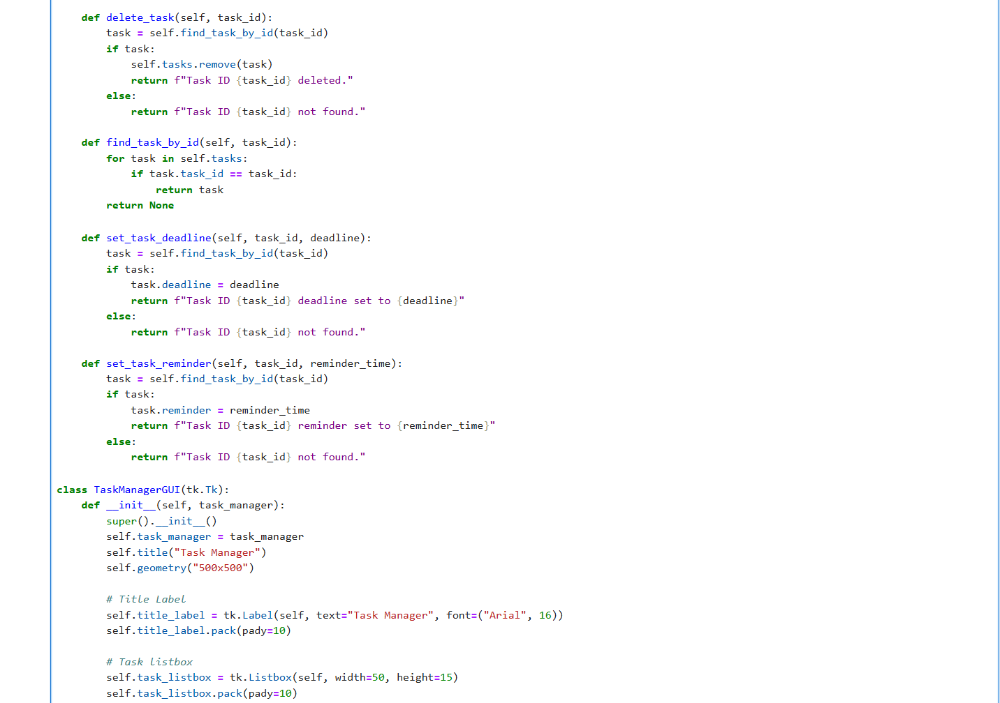 def delete_task(self, task_id):
        task = self.find_task_by_id(task_id)
        if task:
            self.tasks.remove(task)
            return f"Task ID {task_id} deleted."
        else:
            return f"Task ID {task_id} not found."

    def find_task_by_id(self, task_id):
        for task in self.tasks:
            if task.task_id == task_id:
                return task
        return None

    def set_task_deadline(self, task_id, deadline):
        task = self.find_task_by_id(task_id)
        if task:
            task.deadline = deadline
            return f"Task ID {task_id} deadline set to {deadline}"
        else:
            return f"Task ID {task_id} not found."

    def set_task_reminder(self, task_id, reminder_time):
        task = self.find_task_by_id(task_id)
        if task:
            task.reminder = reminder_time
            return f"Task ID {task_id} reminder set to {reminder_time}"
        else:
            return f"Task ID {task_id} not found."

class TaskManagerGUI(tk.Tk):
    def __init__(self, task_manager):
        super().__init__()
        self.task_manager = task_manager
        self.title("Task Manager")
        self.geometry("500x500")

        # Title Label
        self.title_label = tk.Label(self, text="Task Manager", font=("Arial", 16))
        self.title_label.pack(pady=10)

        # Task listbox
        self.task_listbox = tk.Listbox(self, width=50, height=15)
        self.task_listbox.pack(pady=10)